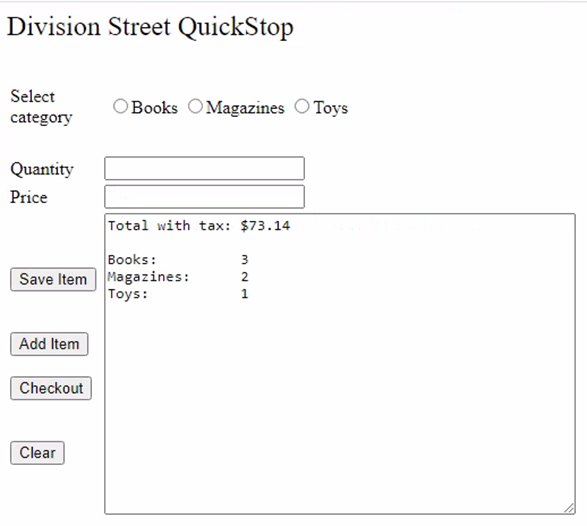 Division Street QuickStop
Select
category
Books Magazines Toys
Quantity
Price
Total with tax: $73.14
Books: 3
Save Item
Magazines: 2
Toys: 1
Add Item
Checkout
Clear